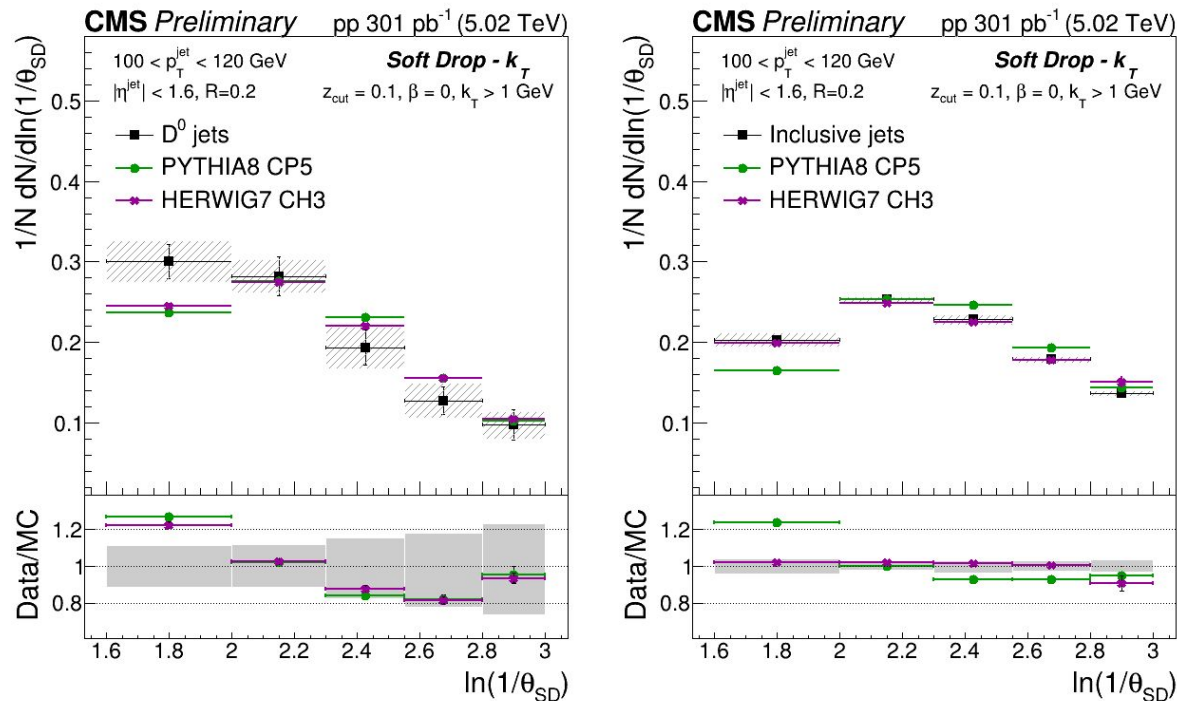 CMS Preliminary pp 301 pb⁻¹ (5.02 TeV)
1/N dN/dln(1/θ_SD)
100 < p_T^jet < 120 GeV
|η^jet| < 1.6, R=0.2
Soft Drop - k_T
z_cut = 0.1, β = 0, k_T > 1 GeV
D⁰ jets
PYTHIA8 CP5
HERWIG7 CH3
0.5
0.4
0.3
0.2
0.1
Data/MC
1.2
1
0.8
1.6 1.8 2 2.2 2.4 2.6 2.8 3
ln(1/θ_SD)
CMS Preliminary pp 301 pb⁻¹ (5.02 TeV)
1/N dN/dln(1/θ_SD)
100 < p_T^jet < 120 GeV
|η^jet| < 1.6, R=0.2
Soft Drop - k_T
z_cut = 0.1, β = 0, k_T > 1 GeV
Inclusive jets
PYTHIA8 CP5
HERWIG7 CH3
0.5
0.4
0.3
0.2
0.1
Data/MC
1.2
1
0.8
1.6 1.8 2 2.2 2.4 2.6 2.8 3
ln(1/θ_SD)